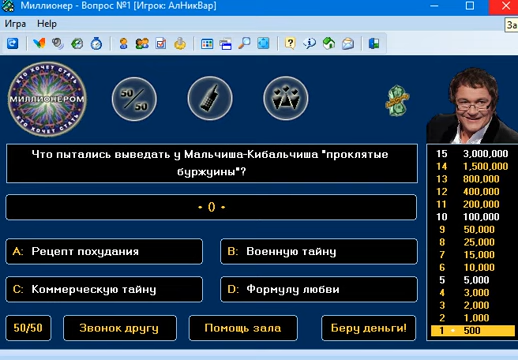 Миллионер - Вопрос №1 [Игрок: АлНикВар]
Игра Help
За
КТО ХОЧЕТ СТАТЬ
МИЛЛИОНЕРОМ
КТО ХОЧЕТ СТАТЬ
50/50
Что пытались выведать у Мальчиша-Кибальчиша "проклятые
буржуины"?
• 0 •
A: Рецепт похудания
B: Военную тайну
C: Коммерческую тайну
D: Формулу любви
50/50
Звонок другу
Помощь зала
Беру деньги!
15 3,000,000
14 1,500,000
13 800,000
12 400,000
11 200,000
10 100,000
9 50,000
8 25,000
7 15,000
6 10,000
5 5,000
4 3,000
3 2,000
2 1,000
1 • 500